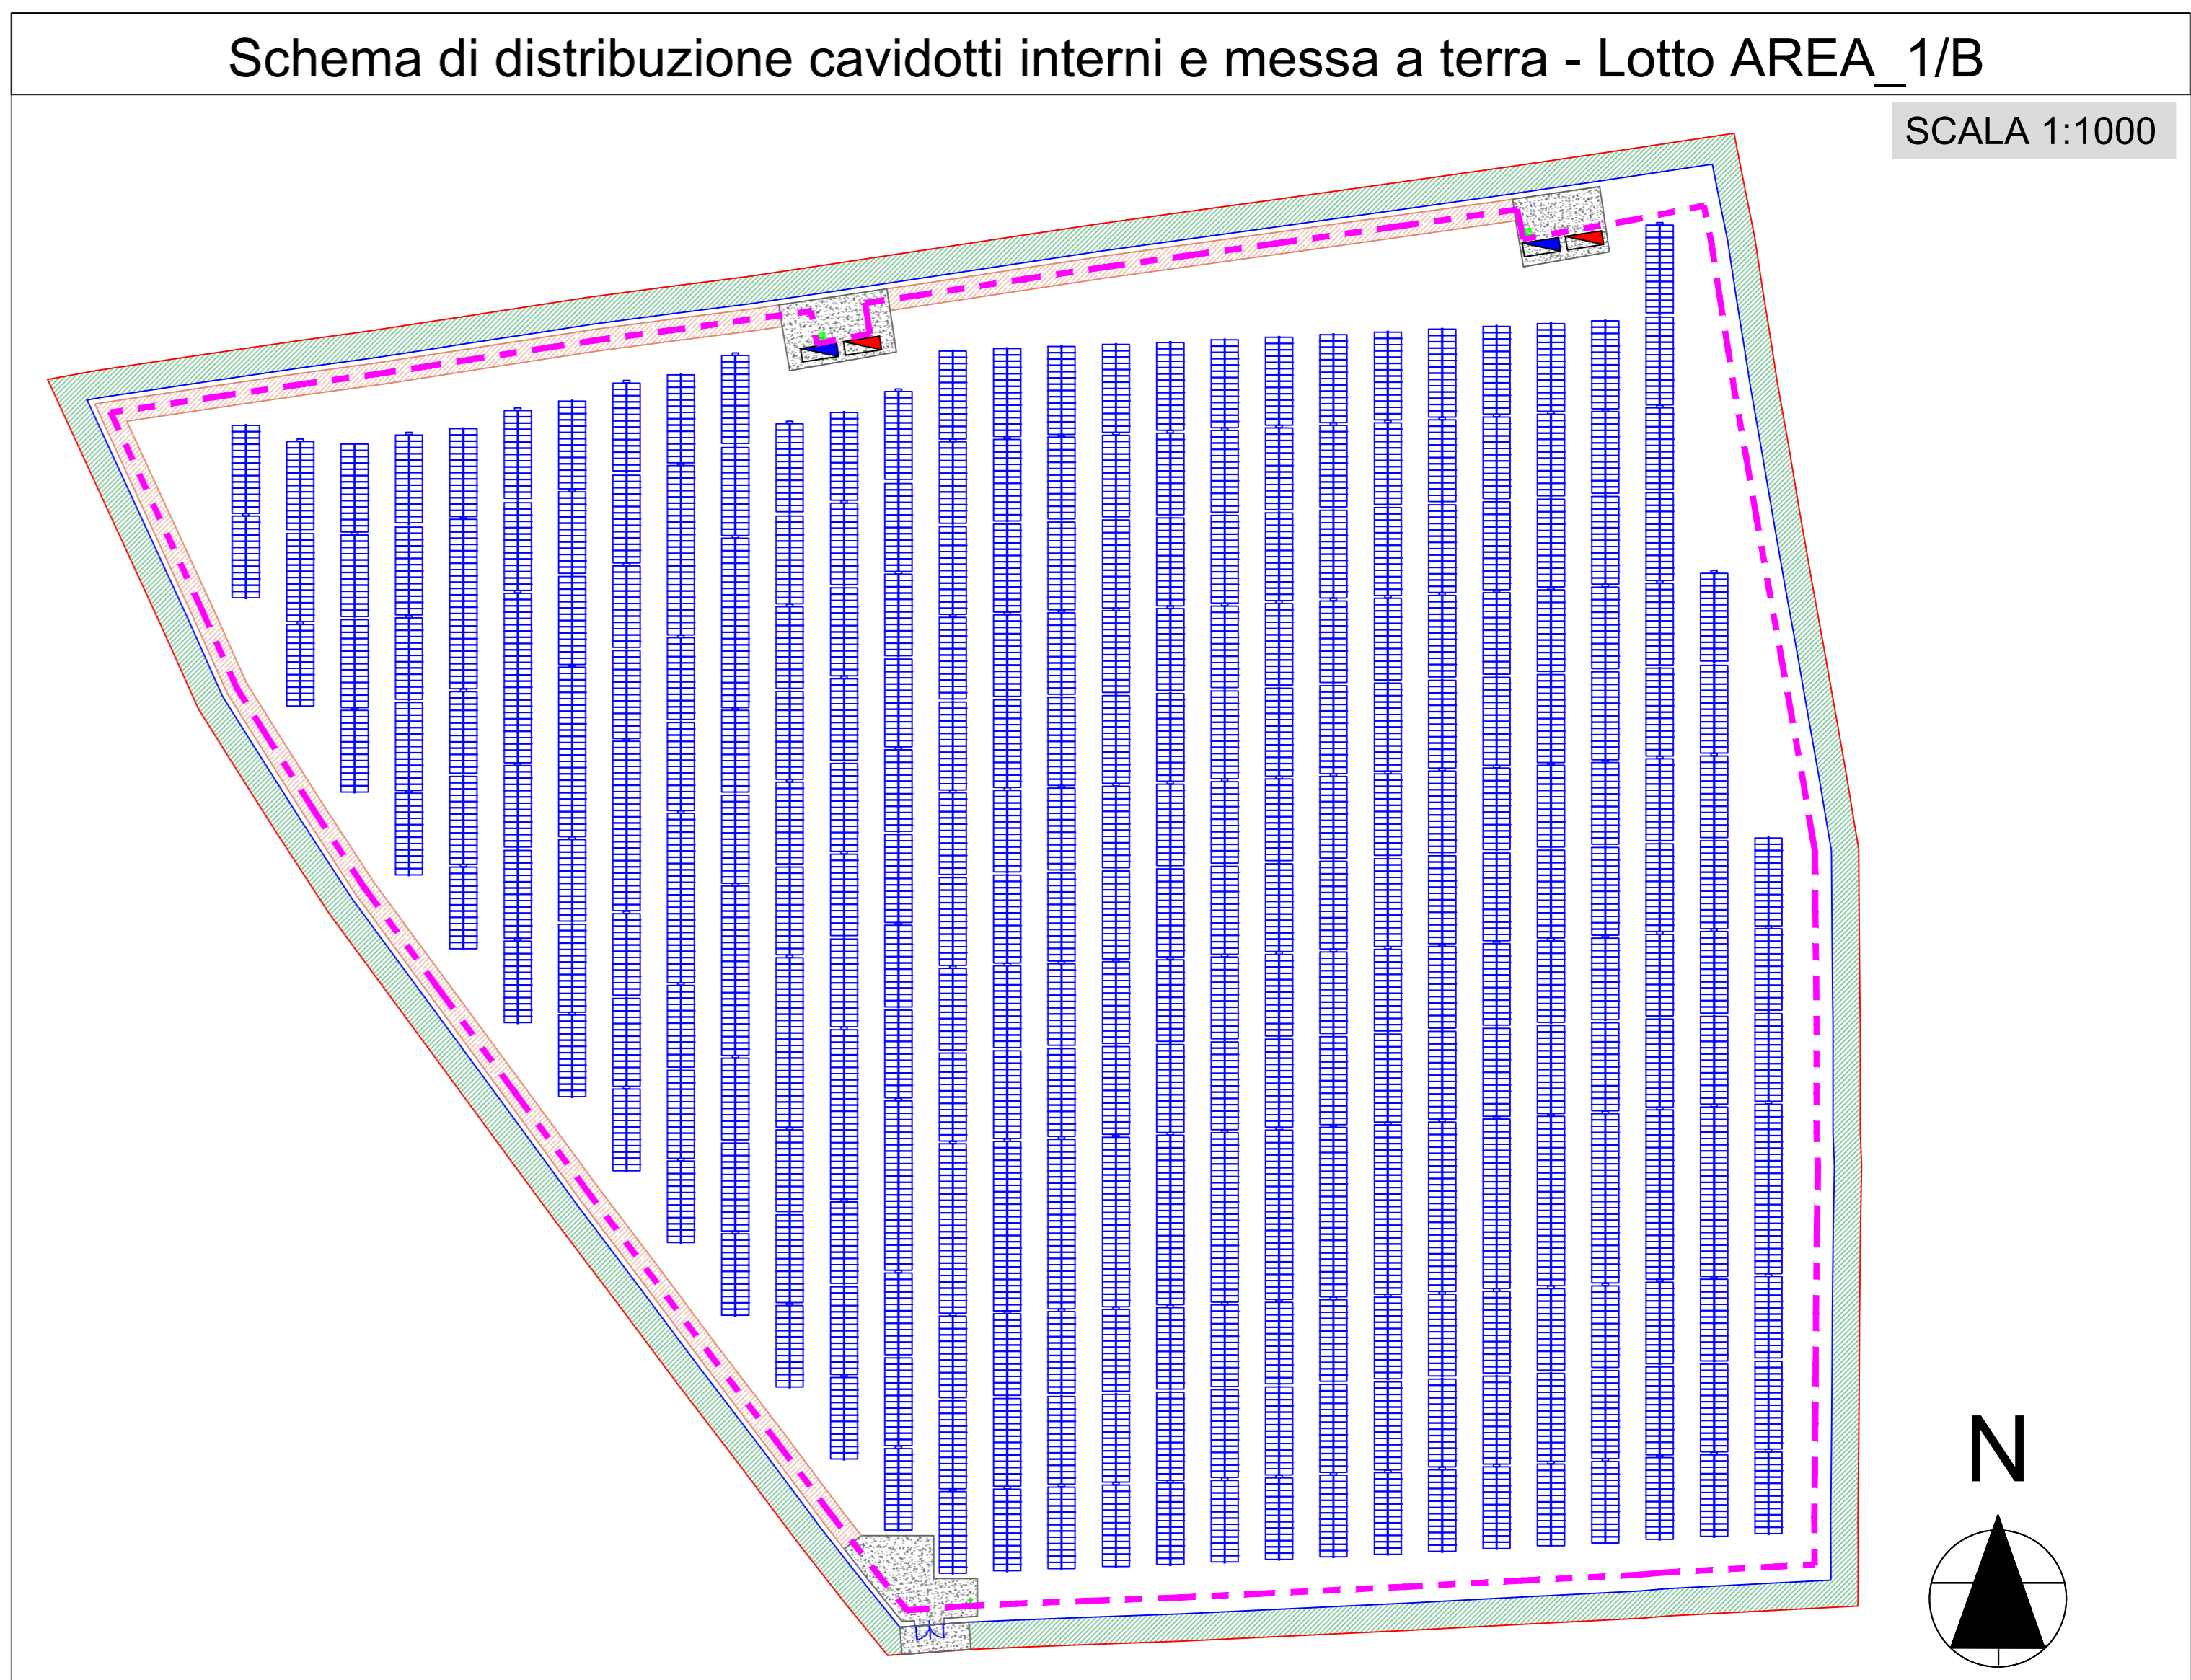 Schema di distribuzione cavidotti interni e messa a terra - Lotto AREA_1/B
SCALA 1:1000
N